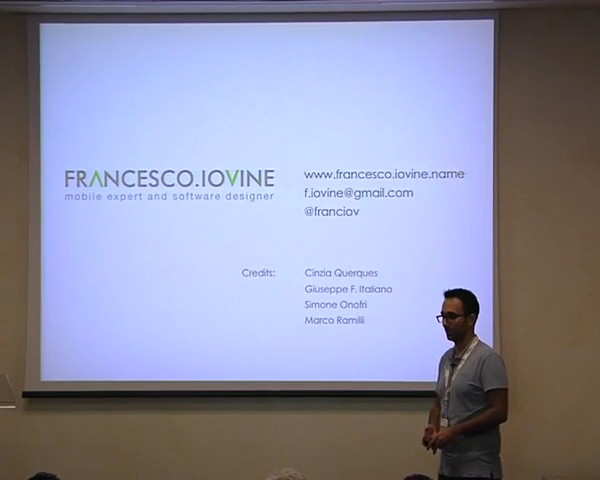 FRANCESCO.IOVINE
mobile expert and software designer
www.francesco.iovine.name
f.iovine@gmail.com
@franciov
Credits:
Cinzia Querques
Giuseppe F. Italiano
Simone Onofri
Marco Ramilli